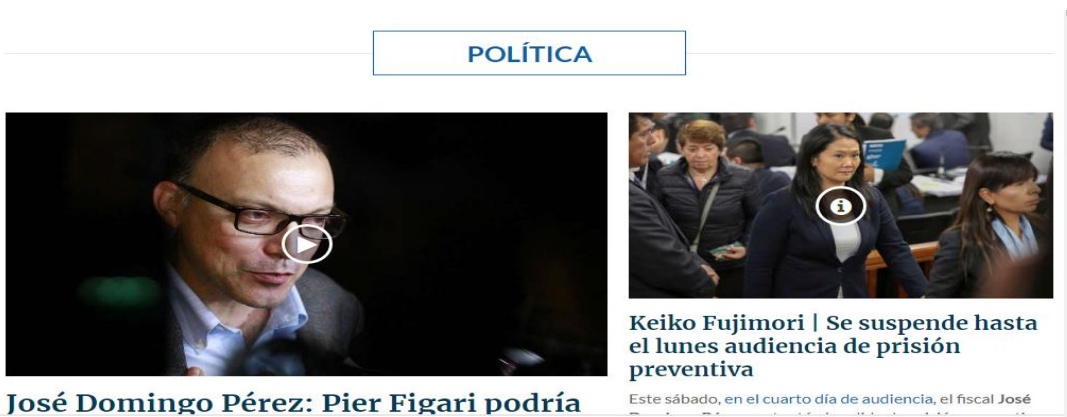 POLÍTICA
José Domingo Pérez: Pier Figari podría
Keiko Fujimori | Se suspende hasta
el lunes audiencia de prisión
preventiva
Este sábado, en el cuarto día de audiencia, el fiscal José